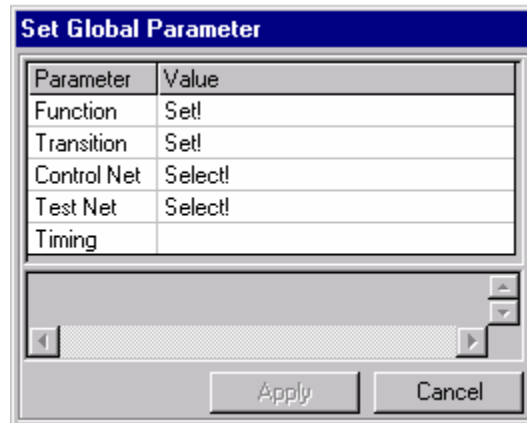 Set Global Parameter
Parameter Value
Function Set!
Transition Set!
Control Net Select!
Test Net Select!
Timing
Apply Cancel